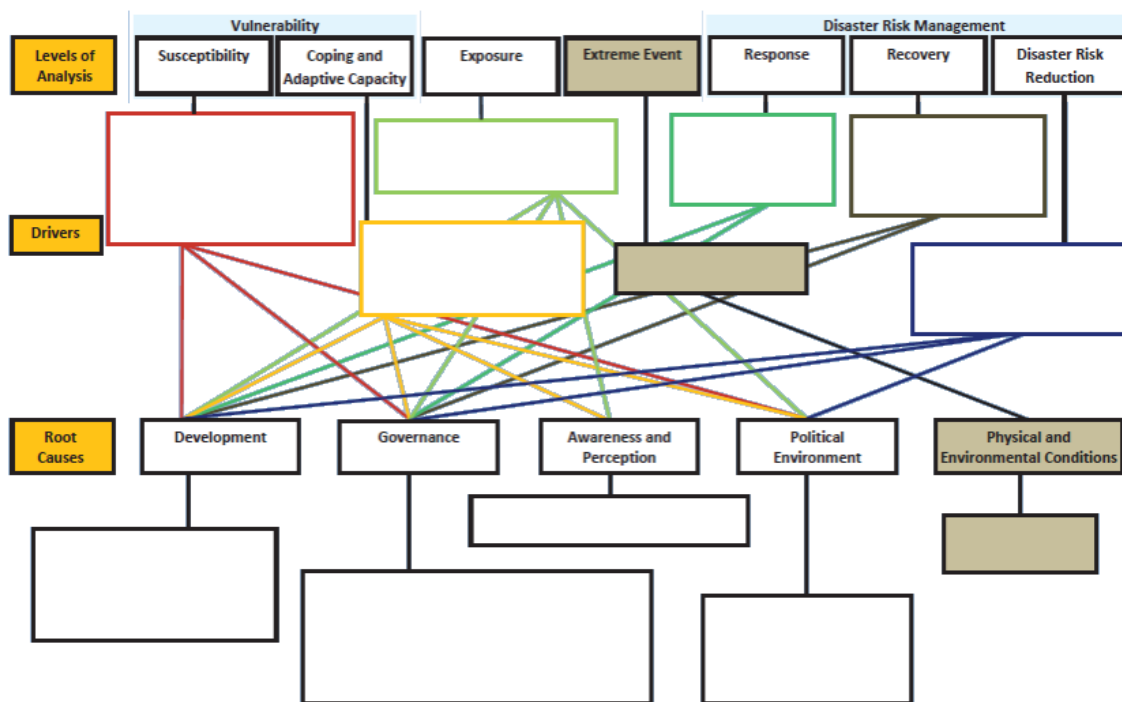 Vulnerability
Disaster Risk Management
Levels of
Analysis
Susceptibility
Coping and
Adaptive Capacity
Exposure
Extreme Event
Response
Recovery
Disaster Risk
Reduction
Drivers
Root
Causes
Development
Governance
Awareness and
Perception
Political
Environment
Physical and
Environmental Conditions